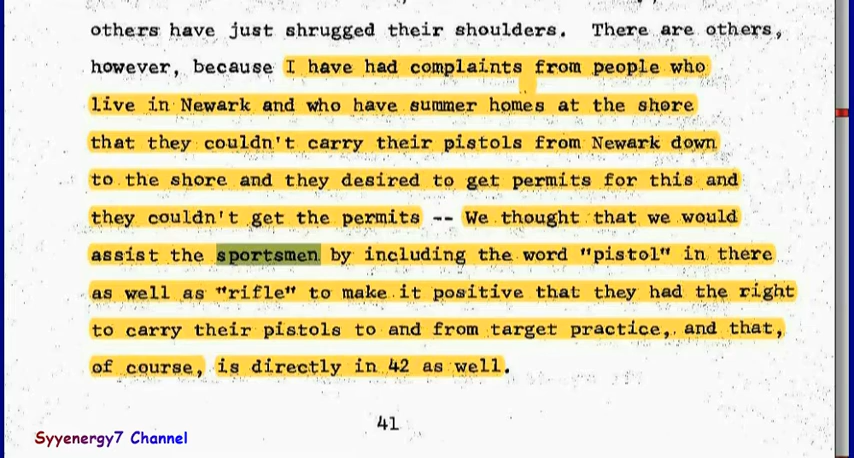 others have just shrugged their shoulders. There are others,
however, because I have had complaints from people who
live in Newark and who have summer homes at the shore
that they couldn't carry their pistols from Newark down
to the shore and they desired to get permits for this and
they couldn't get the permits -- We thought that we would
assist the sportsmen by including the word "pistol" in there
as well as "rifle" to make it positive that they had the right
to carry their pistols to and from target practice, and that,
of course, is directly in 42 as well.
41
Syyenergy7 Channel